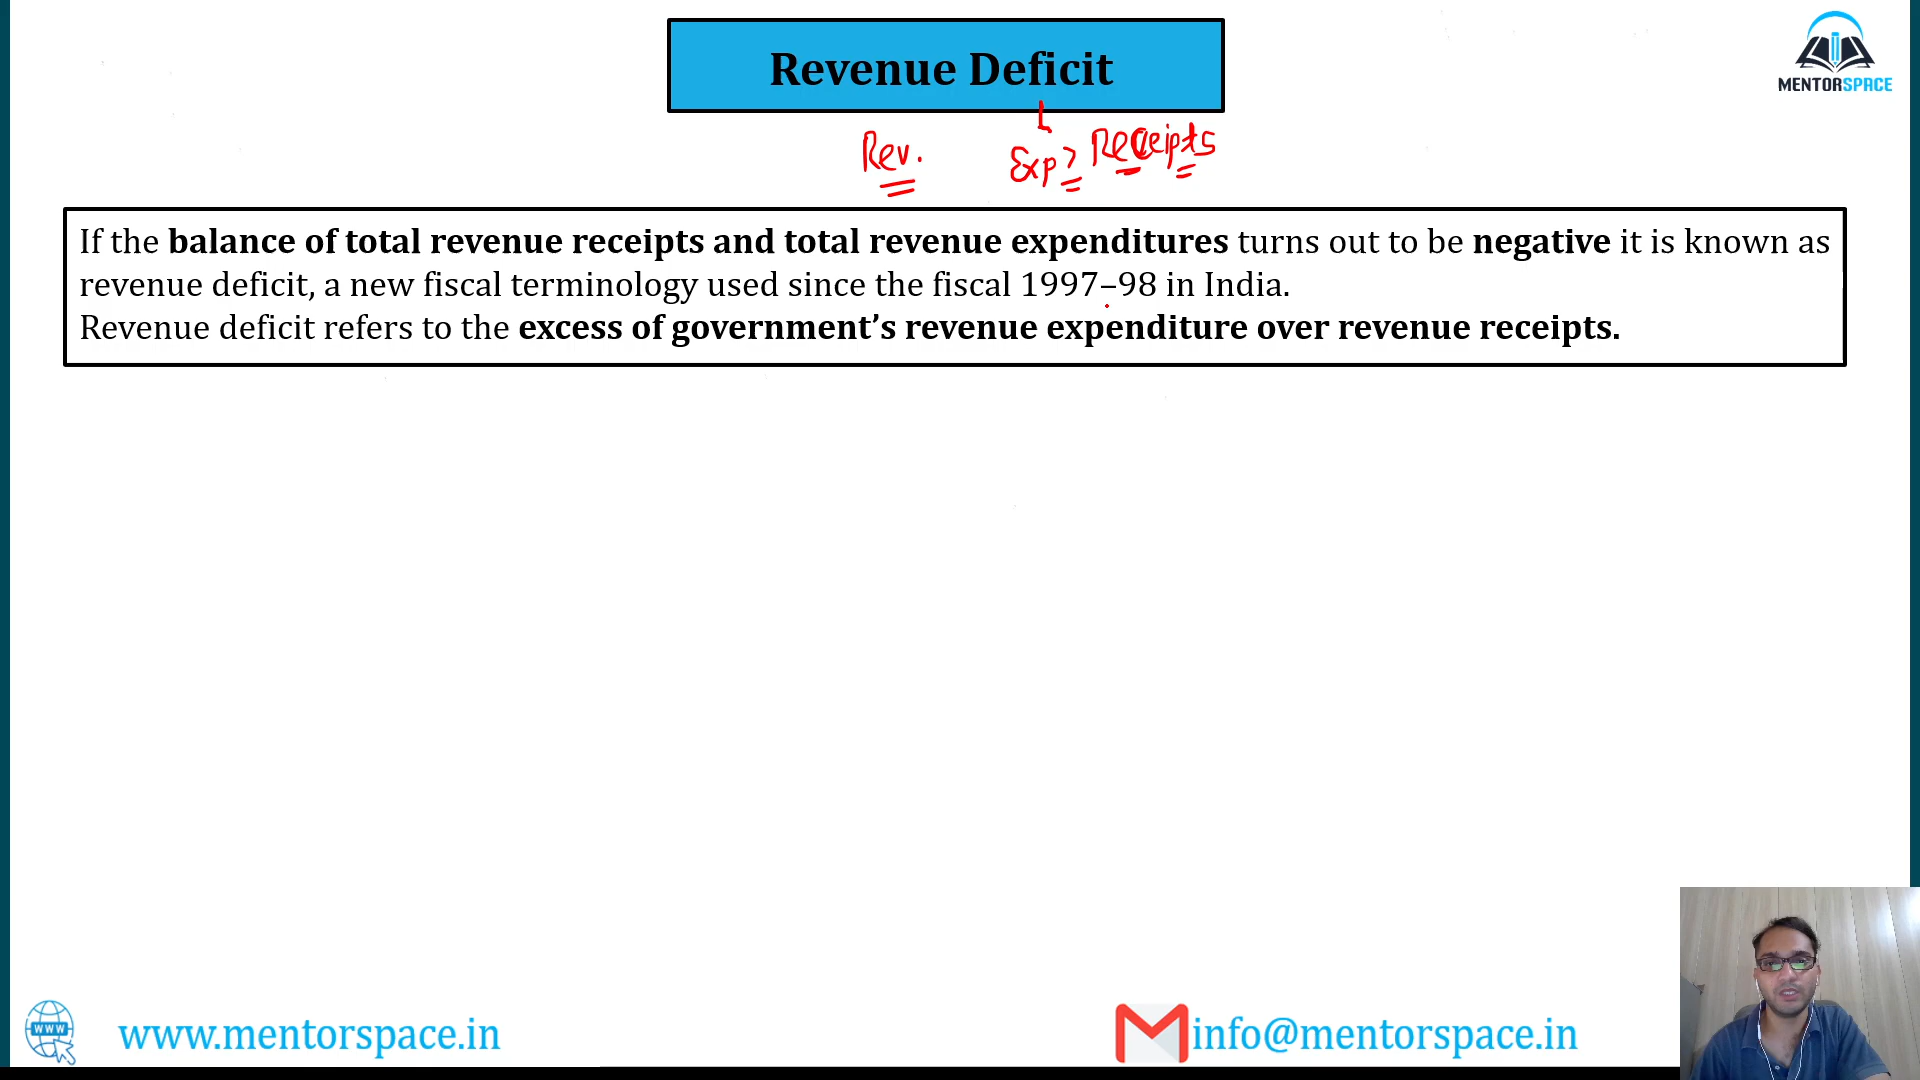 Revenue Deficit
MENTORSPACE
Rev. Exp > Receipts
If the balance of total revenue receipts and total revenue expenditures turns out to be negative it is known as
revenue deficit, a new fiscal terminology used since the fiscal 1997–98 in India.
Revenue deficit refers to the excess of government’s revenue expenditure over revenue receipts.
WWW
www.mentorspace.in
info@mentorspace.in